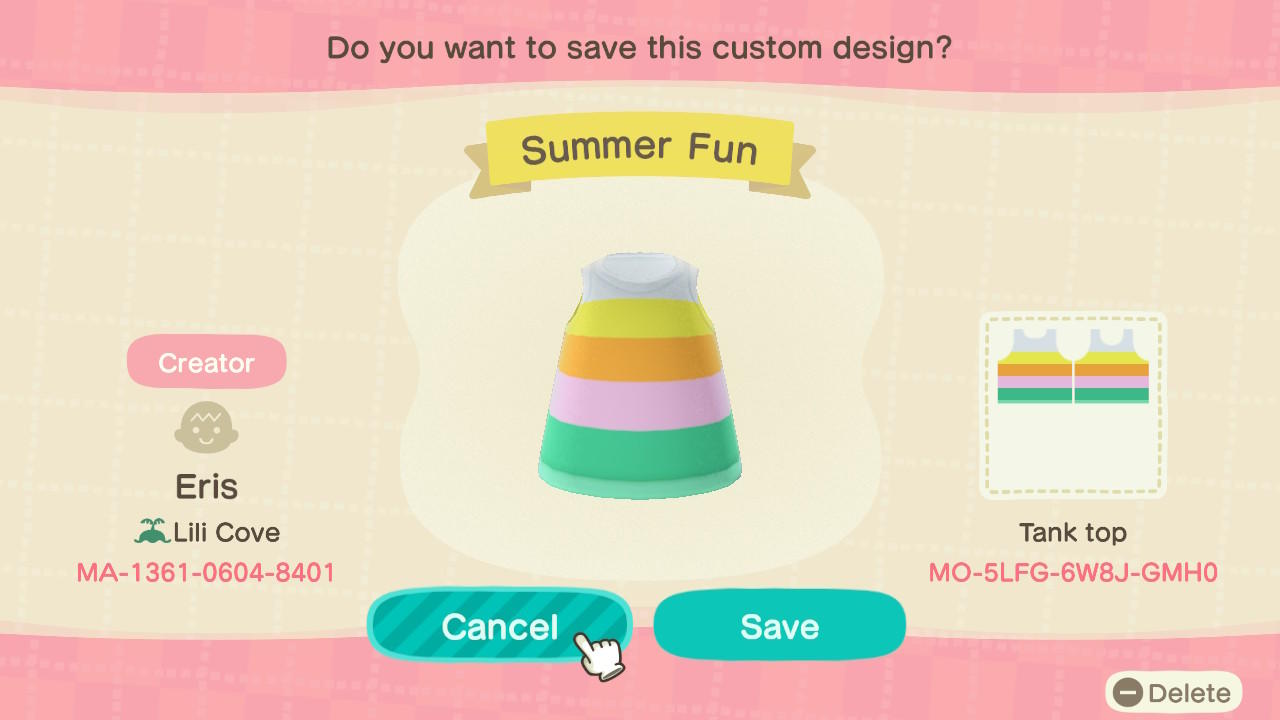 Do you want to save this custom design?
Summer Fun
Creator
Eris
Lili Cove
MA-1361-0604-8401
Tank top
MO-5LFG-6W8J-GMH0
Cancel
Save
Delete